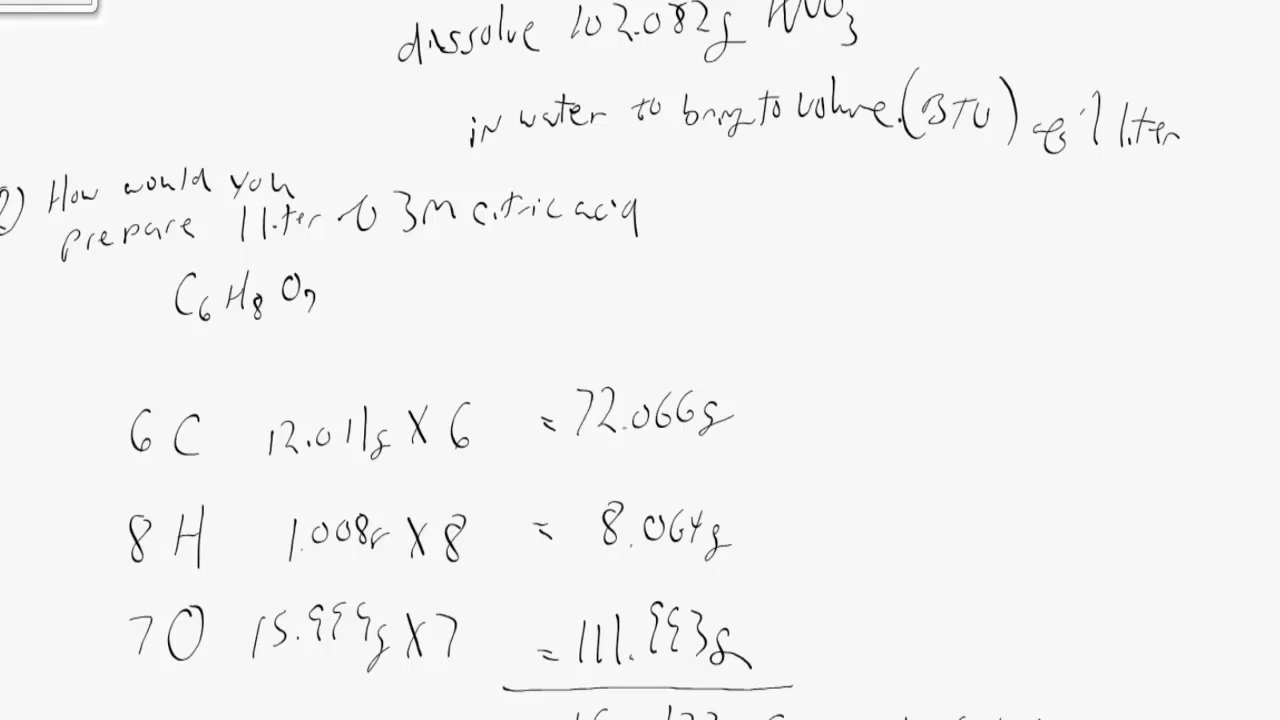 dissolve 102.082g
in water to bring to volume. (BTV) of 1 liter
2) How would you
prepare 1 liter of 3M citric acid
C6H8O7
6 C 12.011g X 6 = 72.066g
8 H 1.008g X 8 = 8.064g
7 O 15.999g X 7 = 111.993g